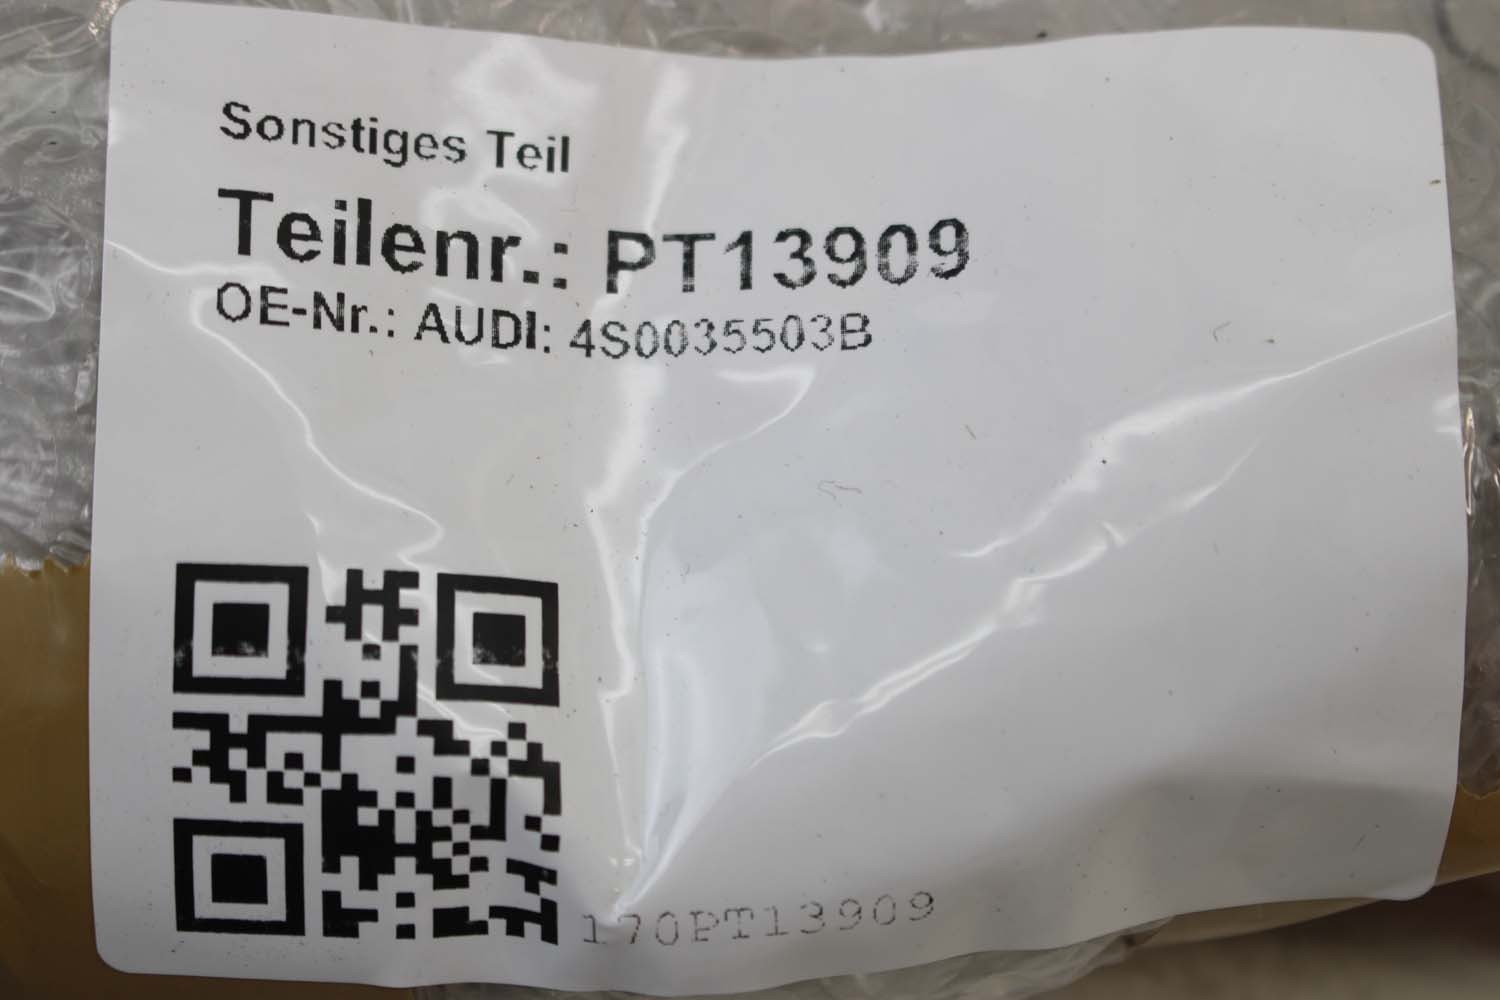 Sonstiges Teil
Teilenr.: PT13909
OE-Nr.: AUDI: 4S0035503B
170PT13909